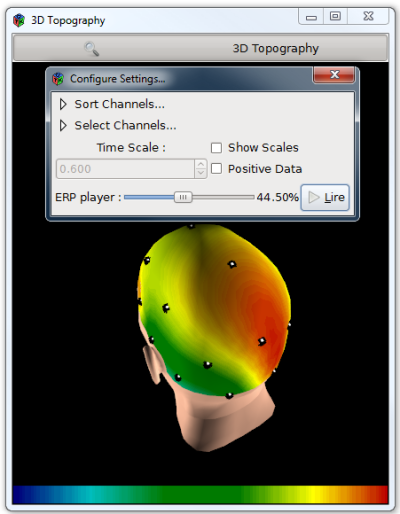 3D Topography
3D Topography
Configure Settings...
Sort Channels...
Select Channels...
Time Scale :
Show Scales
0.600
Positive Data
ERP player :
44.50%
Lire